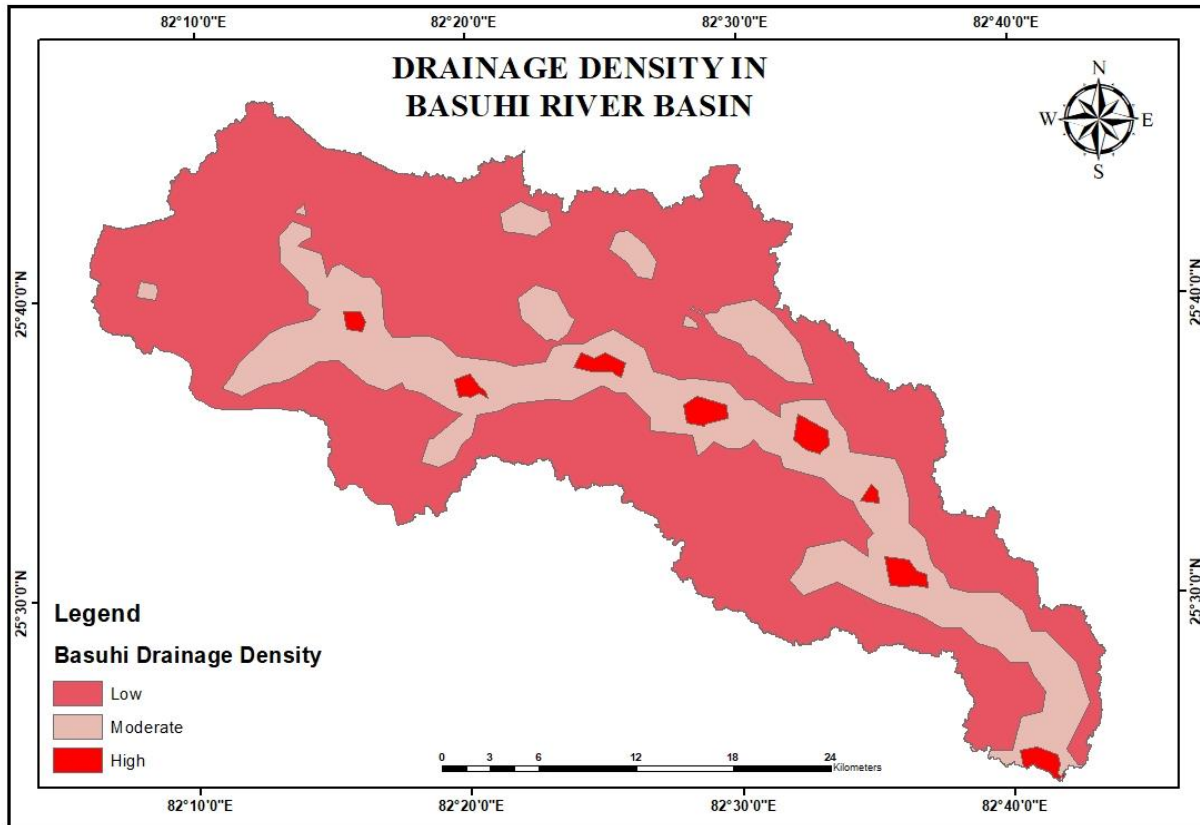 82°10'0"E 82°20'0"E 82°30'0"E 82°40'0"E
DRAINAGE DENSITY IN
BASUHI RIVER BASIN
N
W E
S
25°40'0"N 25°40'0"N
25°30'0"N 25°30'0"N
Legend
Basuhi Drainage Density
Low
Moderate
High
0 3 6 12 18 24
Kilometers
82°10'0"E 82°20'0"E 82°30'0"E 82°40'0"E